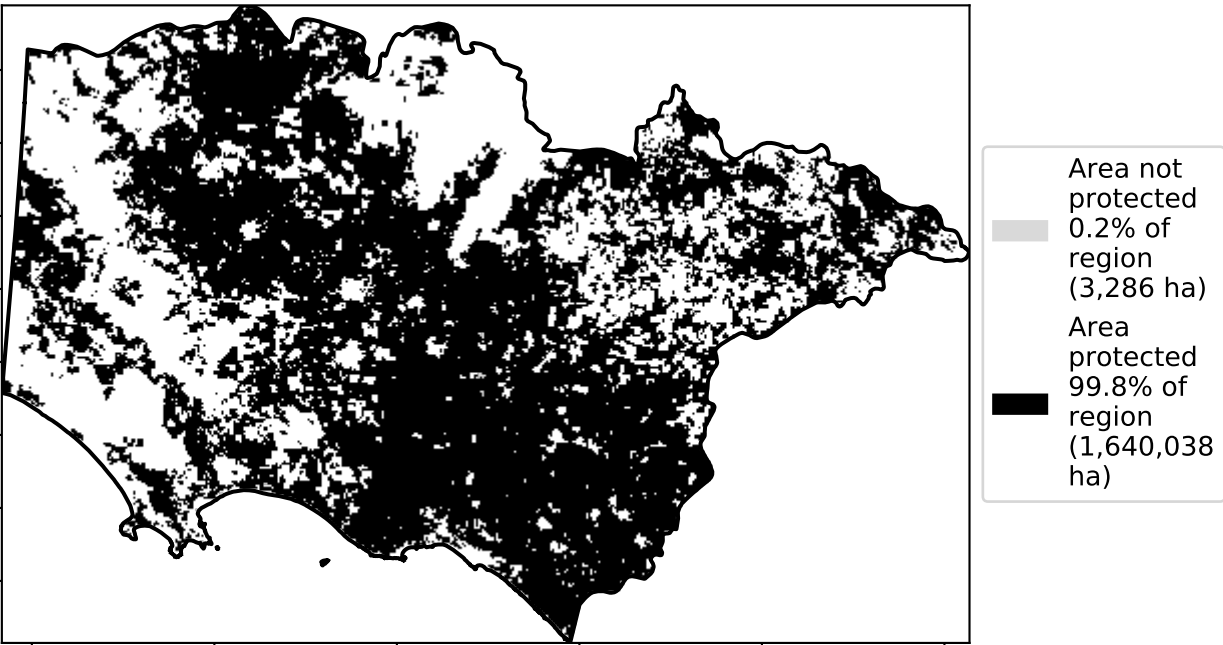 Area not
protected
0.2% of
region
(3,286 ha)
Area
protected
99.8% of
region
(1,640,038
ha)